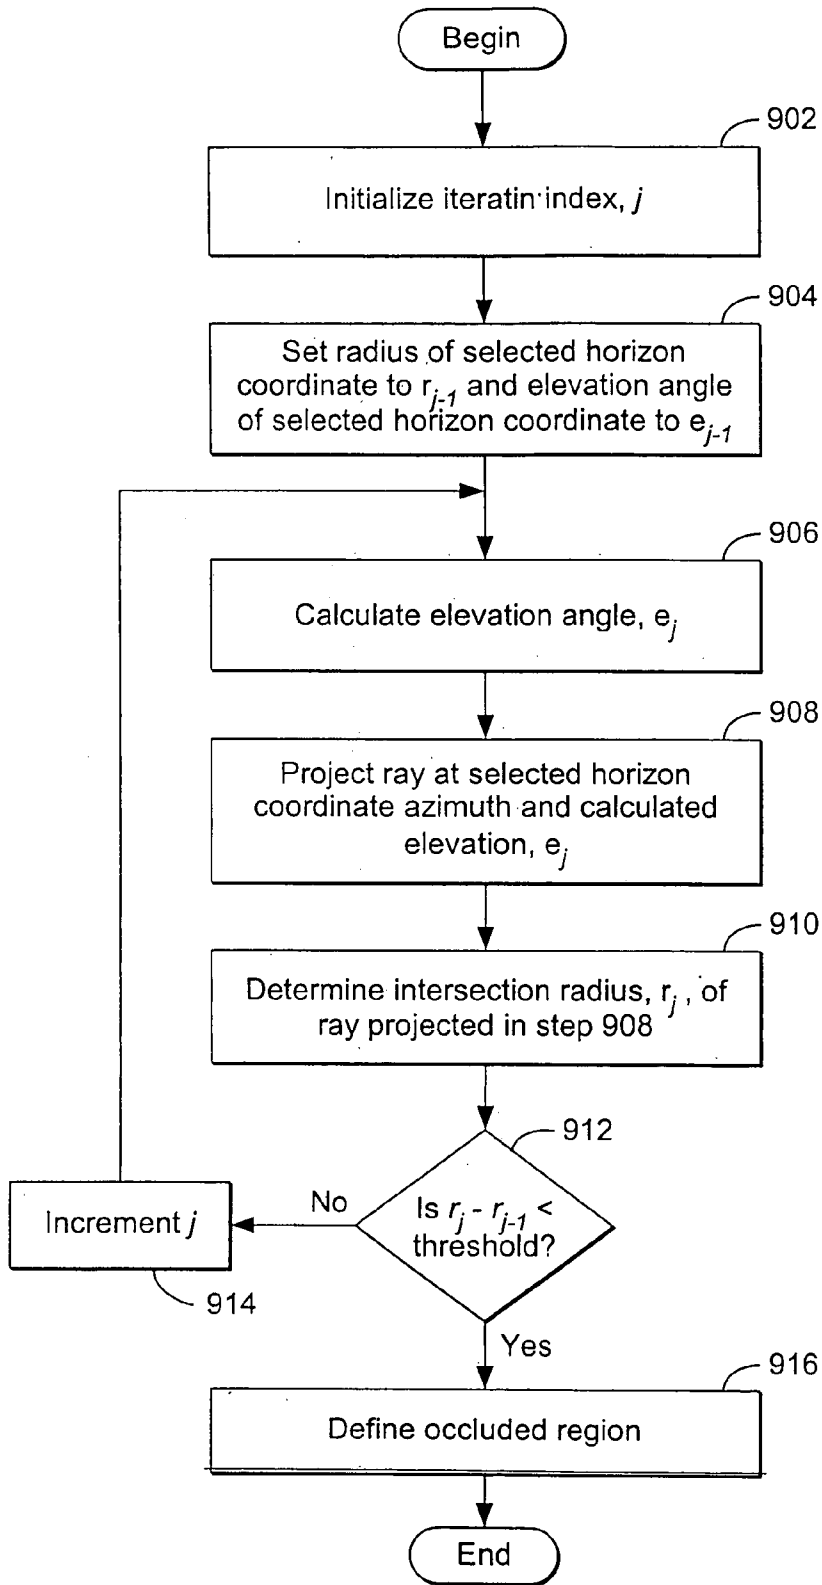 Begin
902
Initialize iteratin index, j
904
Set radius of selected horizon
coordinate to r_{j-1} and elevation angle
of selected horizon coordinate to e_{j-1}
906
Calculate elevation angle, e_j
908
Project ray at selected horizon
coordinate azimuth and calculated
elevation, e_j
910
Determine intersection radius, r_j, of
ray projected in step 908
912
Is r_j - r_{j-1} <
threshold?
No
Increment j
914
Yes
916
Define occluded region
End